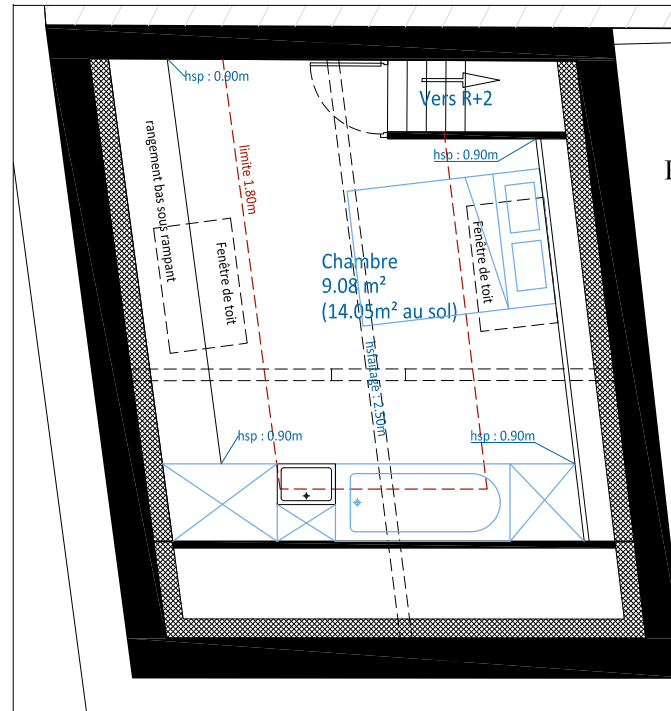 hsp : 0.90m
Vers R+2
rangement bas sous rampant
limite 1.80m
hsp : 0.90m
Fenêtre de toit
Fenêtre de toit
Chambre
9.08 m²
(14.05m² au sol)
hsfaitage : 2.50m
hsp : 0.90m
hsp : 0.90m